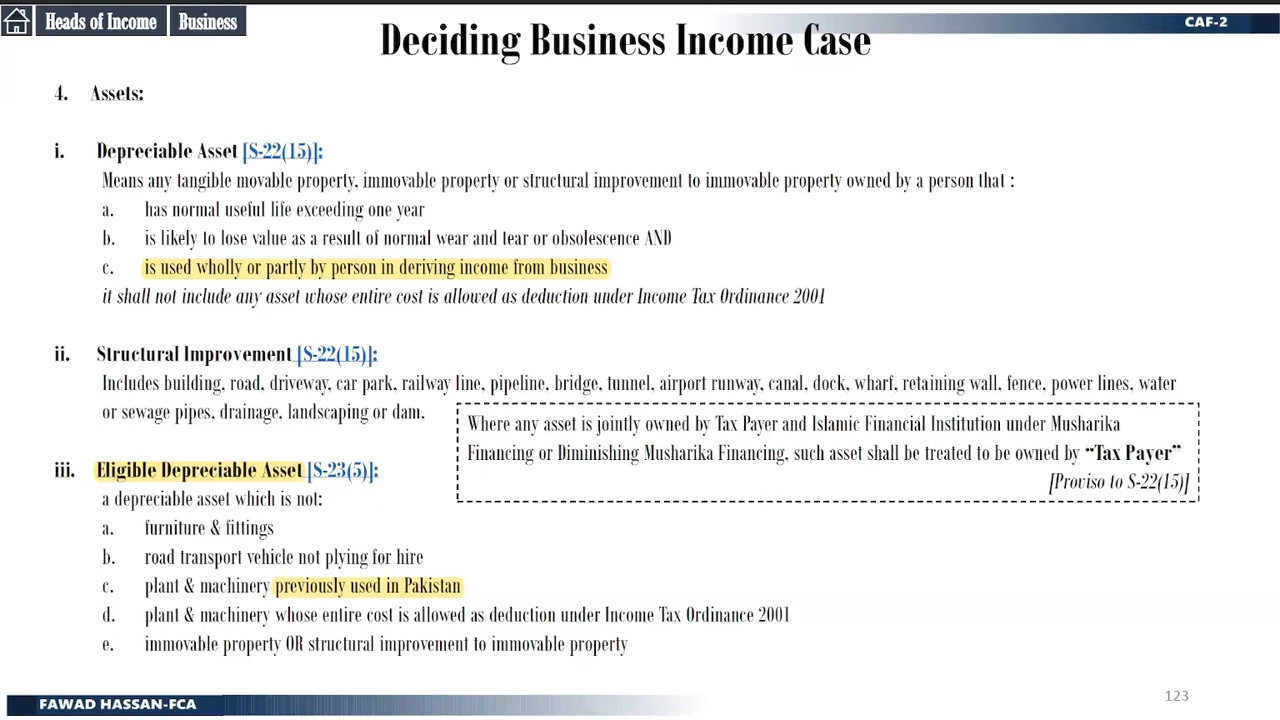 Heads of Income Business
CAF-2
Deciding Business Income Case
4. Assets:
i. Depreciable Asset [S-22(15)]:
Means any tangible movable property, immovable property or structural improvement to immovable property owned by a person that :
a. has normal useful life exceeding one year
b. is likely to lose value as a result of normal wear and tear or obsolescence AND
c. is used wholly or partly by person in deriving income from business
it shall not include any asset whose entire cost is allowed as deduction under Income Tax Ordinance 2001
ii. Structural Improvement [S-22(15)]:
Includes building, road, driveway, car park, railway line, pipeline, bridge, tunnel, airport runway, canal, dock, wharf, retaining wall, fence, power lines, water
or sewage pipes, drainage, landscaping or dam.
Where any asset is jointly owned by Tax Payer and Islamic Financial Institution under Musharika
Financing or Diminishing Musharika Financing, such asset shall be treated to be owned by “Tax Payer”
[Proviso to S-22(15)]
iii. Eligible Depreciable Asset [S-23(5)]:
a depreciable asset which is not:
a. furniture & fittings
b. road transport vehicle not plying for hire
c. plant & machinery previously used in Pakistan
d. plant & machinery whose entire cost is allowed as deduction under Income Tax Ordinance 2001
e. immovable property OR structural improvement to immovable property
FAWAD HASSAN-FCA
123